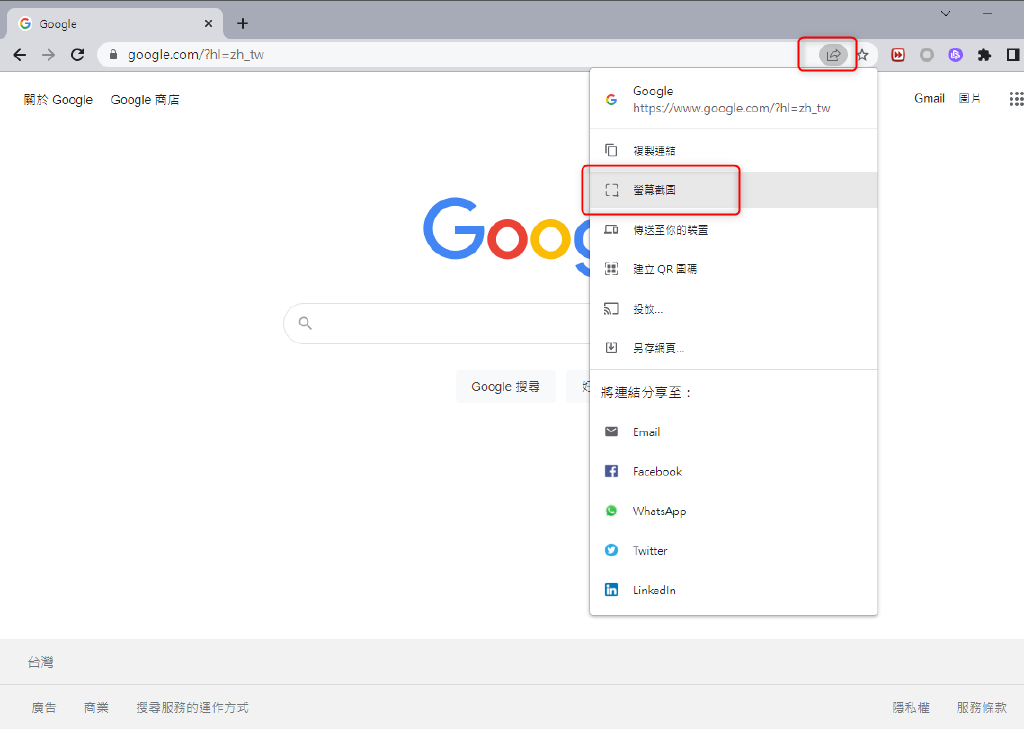 Google
google.com/?hl=zh_tw
關於 Google
Google 商店
Gmail
圖片
Google
https://www.google.com/?hl=zh_tw
複製連結
螢幕截圖
傳送至你的裝置
建立 QR 圖碼
投放...
另存網頁...
Goog
Google 搜尋
好
將連結分享至：
Email
Facebook
WhatsApp
Twitter
LinkedIn
台灣
廣告
商業
搜尋服務的運作方式
隱私權
服務條款